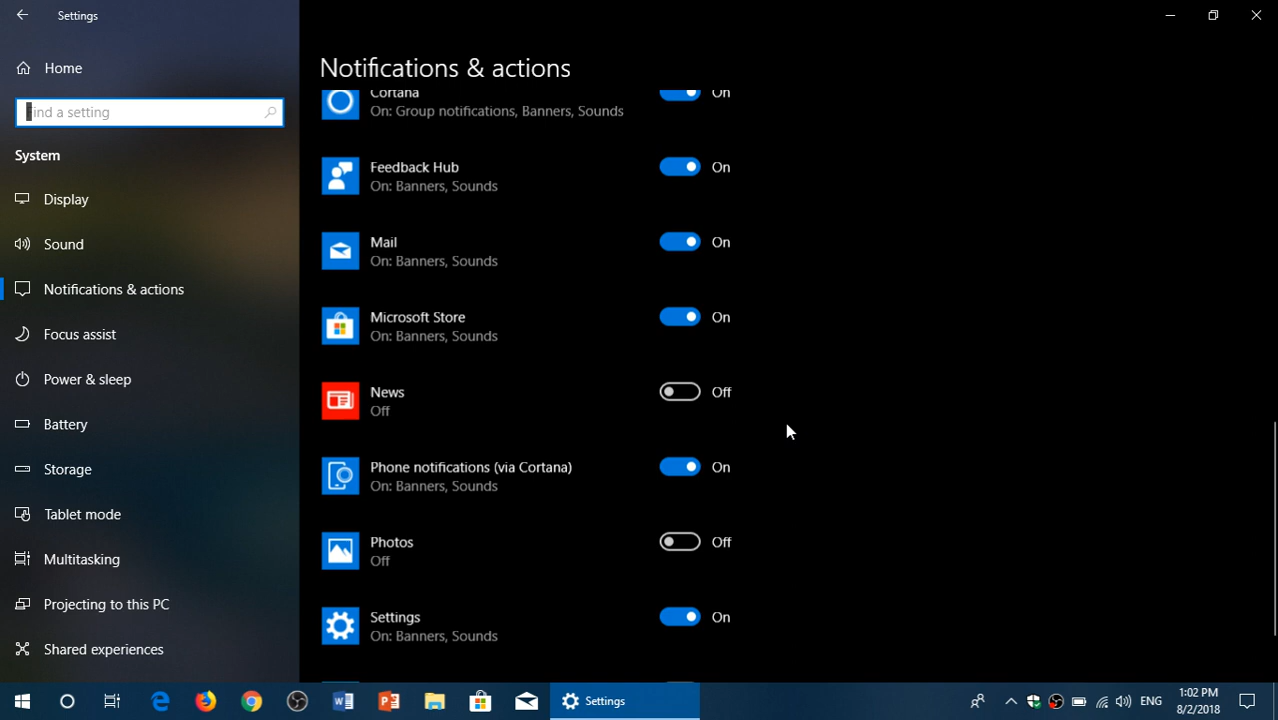 Settings
Home
Find a setting
System
Display
Sound
Notifications & actions
Focus assist
Power & sleep
Battery
Storage
Tablet mode
Multitasking
Projecting to this PC
Shared experiences
Notifications & actions
Cortana
On: Group notifications, Banners, Sounds
On
Feedback Hub
On: Banners, Sounds
On
Mail
On: Banners, Sounds
On
Microsoft Store
On: Banners, Sounds
On
News
Off
Off
Phone notifications (via Cortana)
On: Banners, Sounds
On
Photos
Off
Off
Settings
On: Banners, Sounds
On
Settings
ENG
1:02 PM
8/2/2018